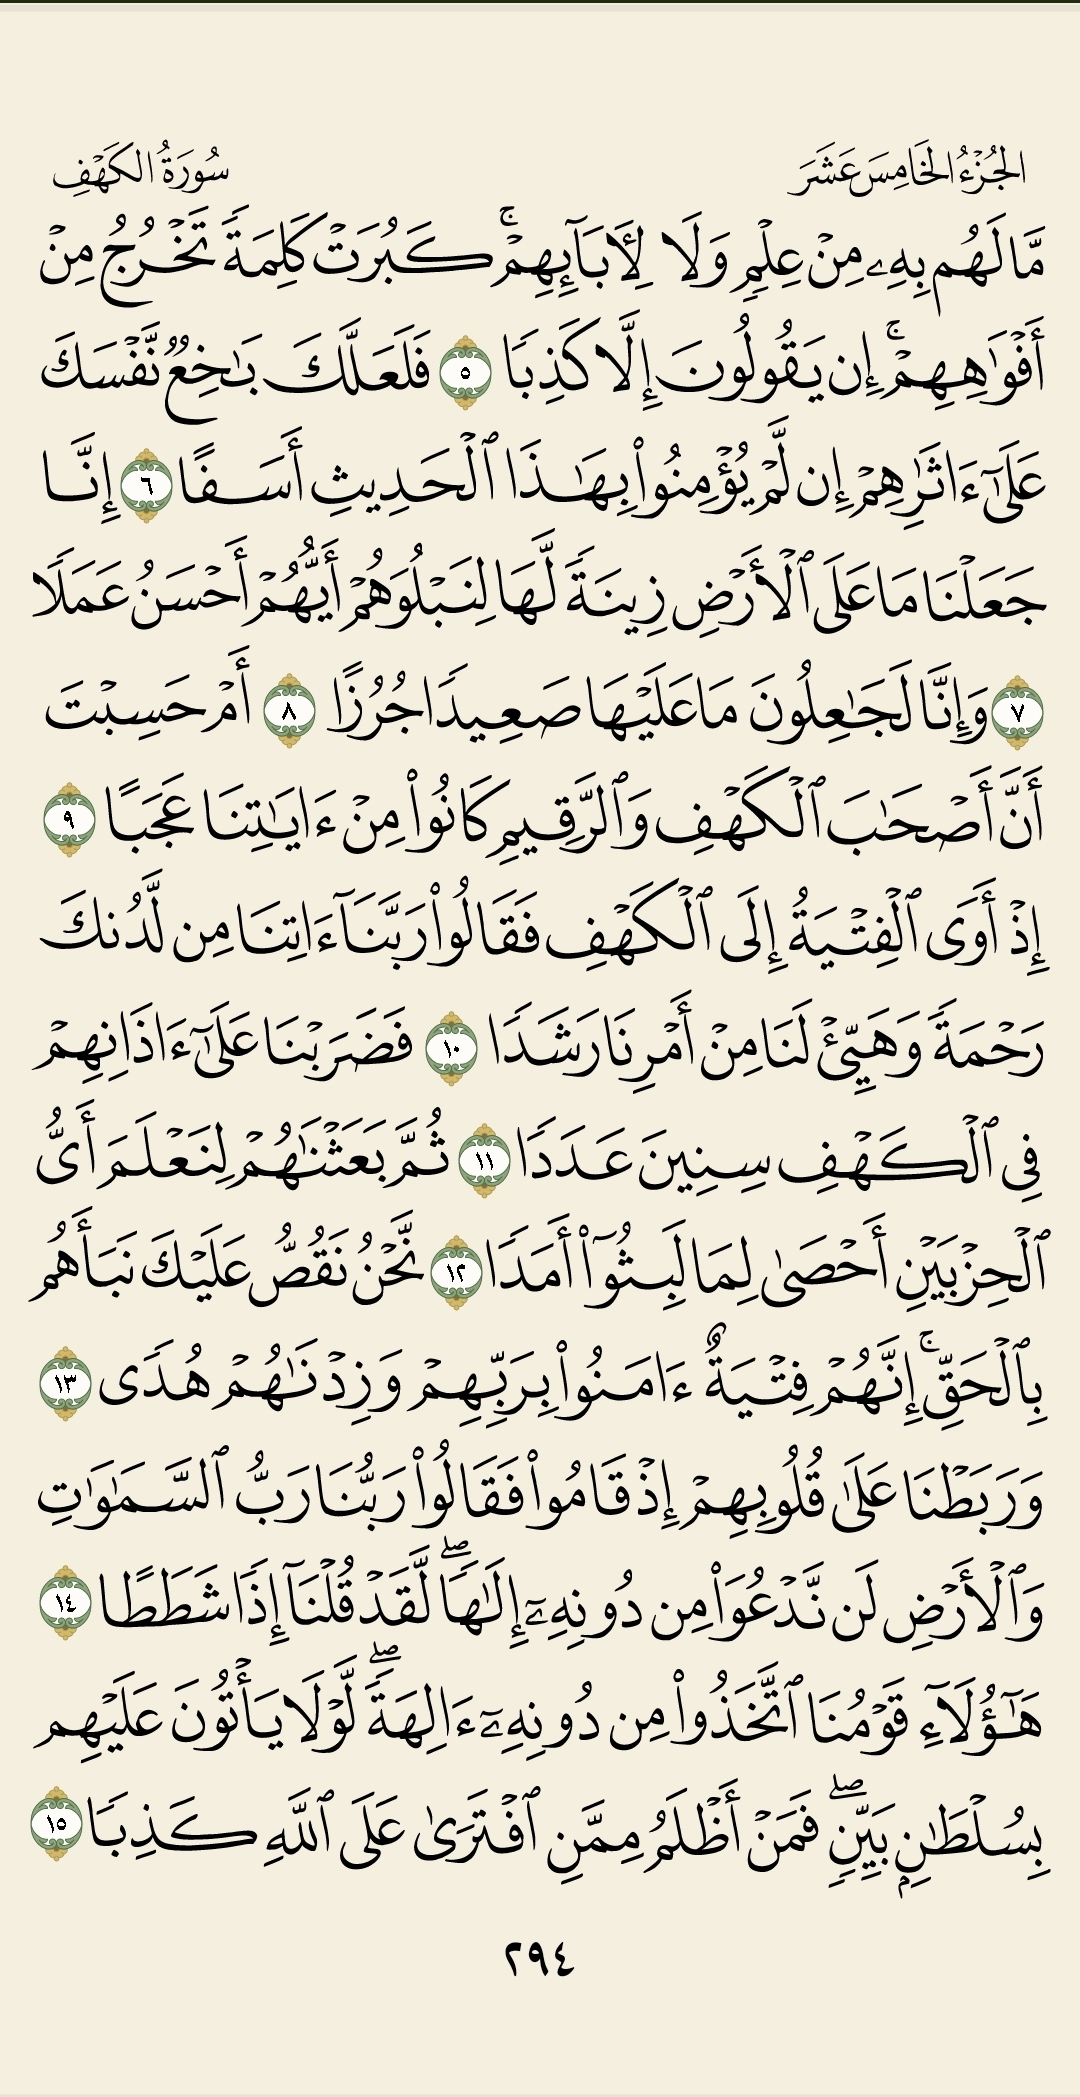 الجُزْءُ الخَامِسَ عَشَرَ
سُورَةُ الكَهْفِ
مَّا لَهُم بِهِۦ مِنۡ عِلۡمٖ وَلَا لِأٓبَآئِهِمۡۚ كَبُرَتۡ كَلِمَةٗ تَخۡرُجُ مِنۡ
أَفۡوَٰهِهِمۡۚ إِن يَقُولُونَ إِلَّا كَذِبٗا ٥ فَلَعَلَّكَ بَٰخِعٞ نَّفۡسَكَ
عَلَىٰٓ ءَاثَٰرِهِمۡ إِن لَّمۡ يُؤۡمِنُواْ بِهَٰذَا ٱلۡحَدِيثِ أَسَفًا ٦ إِنَّا
جَعَلۡنَا مَا عَلَى ٱلۡأَرۡضِ زِينَةٗ لَّهَا لِنَبۡلُوَهُمۡ أَيُّهُمۡ أَحۡسَنُ عَمَلٗا
٧ وَإِنَّا لَجَٰعِلُونَ مَا عَلَيۡهَا صَعِيدٗا جُرُزًا ٨ أَمۡ حَسِبۡتَ
أَنَّ أَصۡحَٰبَ ٱلۡكَهۡفِ وَٱلرَّقِيمِ كَانُواْ مِنۡ ءَايَٰتِنَا عَجَبًا ٩
إِذۡ أَوَى ٱلۡفِتۡيَةُ إِلَى ٱلۡكَهۡفِ فَقَالُواْ رَبَّنَآ ءَاتِنَا مِن لَّدُنكَ
رَحۡمَةٗ وَهَيِّئۡ لَنَا مِنۡ أَمۡرِنَا رَشَدٗا ١٠ فَضَرَبۡنَا عَلَىٰٓ ءَاذَانِهِمۡ
فِي ٱلۡكَهۡفِ سِنِينَ عَدَدٗا ١١ ثُمَّ بَعَثۡنَٰهُمۡ لِنَعۡلَمَ أَيُّ
ٱلۡحِزۡبَيۡنِ أَحۡصَىٰ لِمَا لَبِثُوٓاْ أَمَدٗا ١٢ نَّحۡنُ نَقُصُّ عَلَيۡكَ نَبَأَهُم
بِٱلۡحَقِّۚ إِنَّهُمۡ فِتۡيَةٌ ءَامَنُواْ بِرَبِّهِمۡ وَزِدۡنَٰهُمۡ هُدٗى ١٣
وَرَبَطۡنَا عَلَىٰ قُلُوبِهِمۡ إِذۡ قَامُواْ فَقَالُواْ رَبُّنَا رَبُّ ٱلسَّمَٰوَٰتِ
وَٱلۡأَرۡضِ لَن نَّدۡعُوَاْ مِن دُونِهِۦٓ إِلَٰهٗاۖ لَّقَدۡ قُلۡنَآ إِذٗا شَطَطًا ١٤
هَٰٓؤُلَآءِ قَوۡمُنَا ٱتَّخَذُواْ مِن دُونِهِۦٓ ءَالِهَةٗۖ لَّوۡلَا يَأۡتُونَ عَلَيۡهِم
بِسُلۡطَٰنِۭ بَيِّنٖۖ فَمَنۡ أَظۡلَمُ مِمَّنِ ٱفۡتَرَىٰ عَلَى ٱللَّهِ كَذِبٗا ١٥
٢٩٤